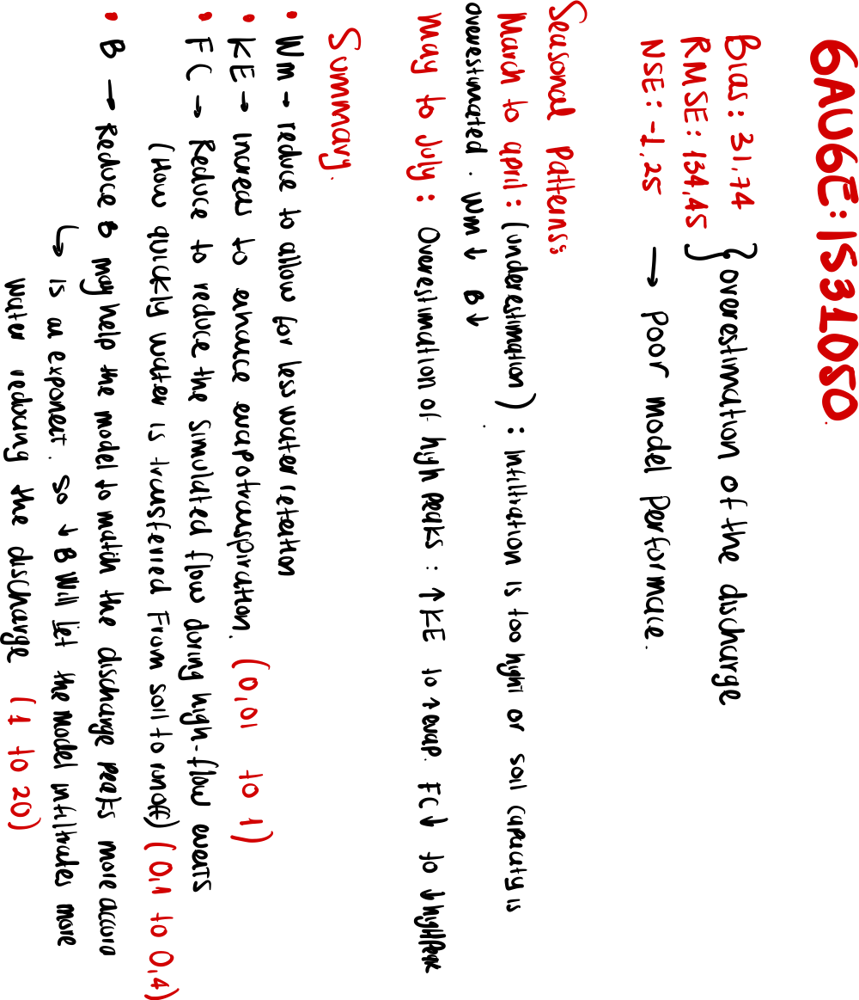 GAUGE: IS31050.
Bias: 31,74
RMSE: 134,45 } { overestimation of the discharge
NSE: -1,25 → poor model performace.
Seasonal patterns:
March to april: (underestimation): infiltration is too hight or soil capacity is
overestimated. Wm ↓ B ↓
May to July: Overestimation of high peaks: ↑KE to ↑evap. FC↓ to ↓high peak
Summary.
• Wm → reduce to allow for less water retention
• KE → Increas to enhance evapotranspiration. (0,01 to 1)
• FC → Reduce to reduce the simulated flow during high-flow events
(How quickly water is transferred From soil to runoff) (0,1 to 0,4)
• B → Reduce B may help the model to match the discharge peaks more accura
↳ is as exponent. so ↓ B Will let the model infiltrates more
water reducing the discharge (1 to 20)